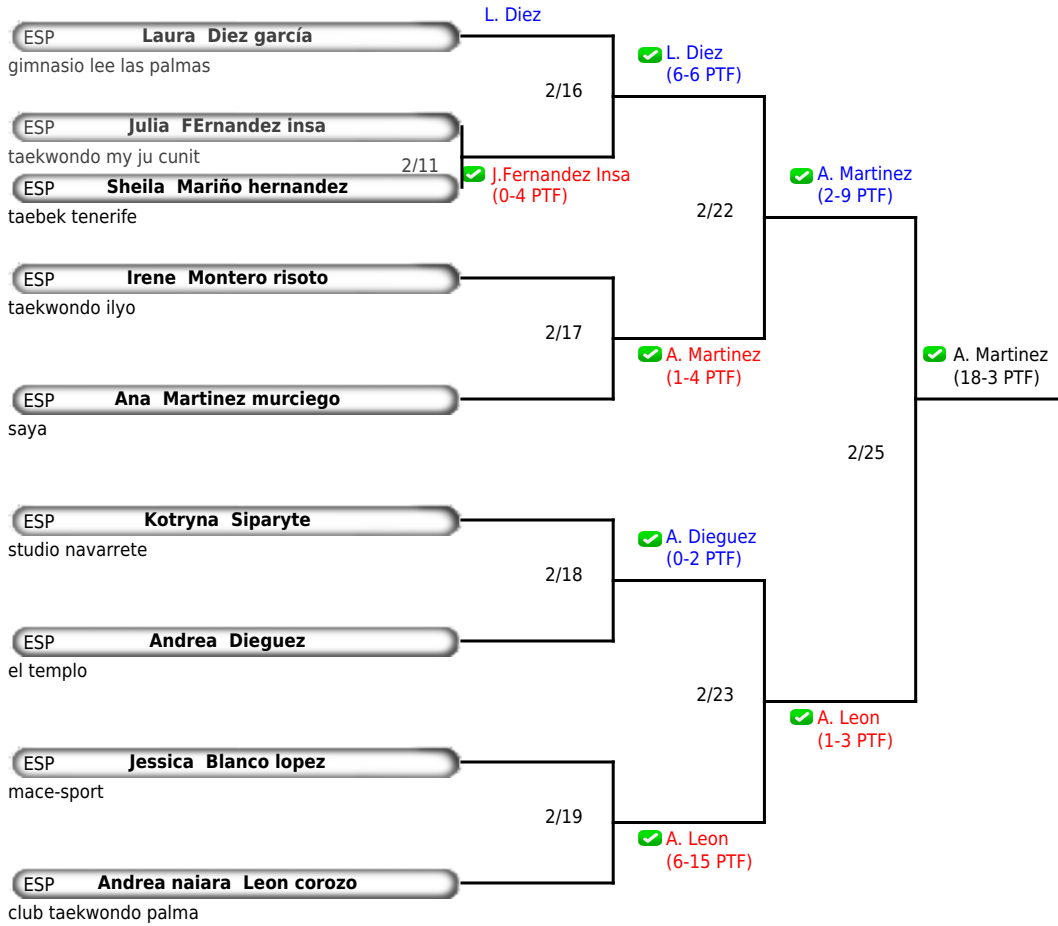 L. Diez
ESP Laura Diez garcía
gimnasio lee las palmas
L. Diez
(6-6 PTF)
2/16
ESP Julia FErnandez insa
taekwondo my ju cunit
2/11
J.Fernandez Insa
(0-4 PTF)
ESP Sheila Mariño hernandez
taebek tenerife
A. Martinez
(2-9 PTF)
2/22
ESP Irene Montero risoto
taekwondo ilyo
2/17
A. Martinez
(1-4 PTF)
A. Martinez
(18-3 PTF)
ESP Ana Martinez murciego
saya
2/25
ESP Kotryna Siparyte
studio navarrete
A. Dieguez
(0-2 PTF)
2/18
ESP Andrea Dieguez
el templo
2/23
A. Leon
(1-3 PTF)
ESP Jessica Blanco lopez
mace-sport
2/19
A. Leon
(6-15 PTF)
ESP Andrea naiara Leon corozo
club taekwondo palma